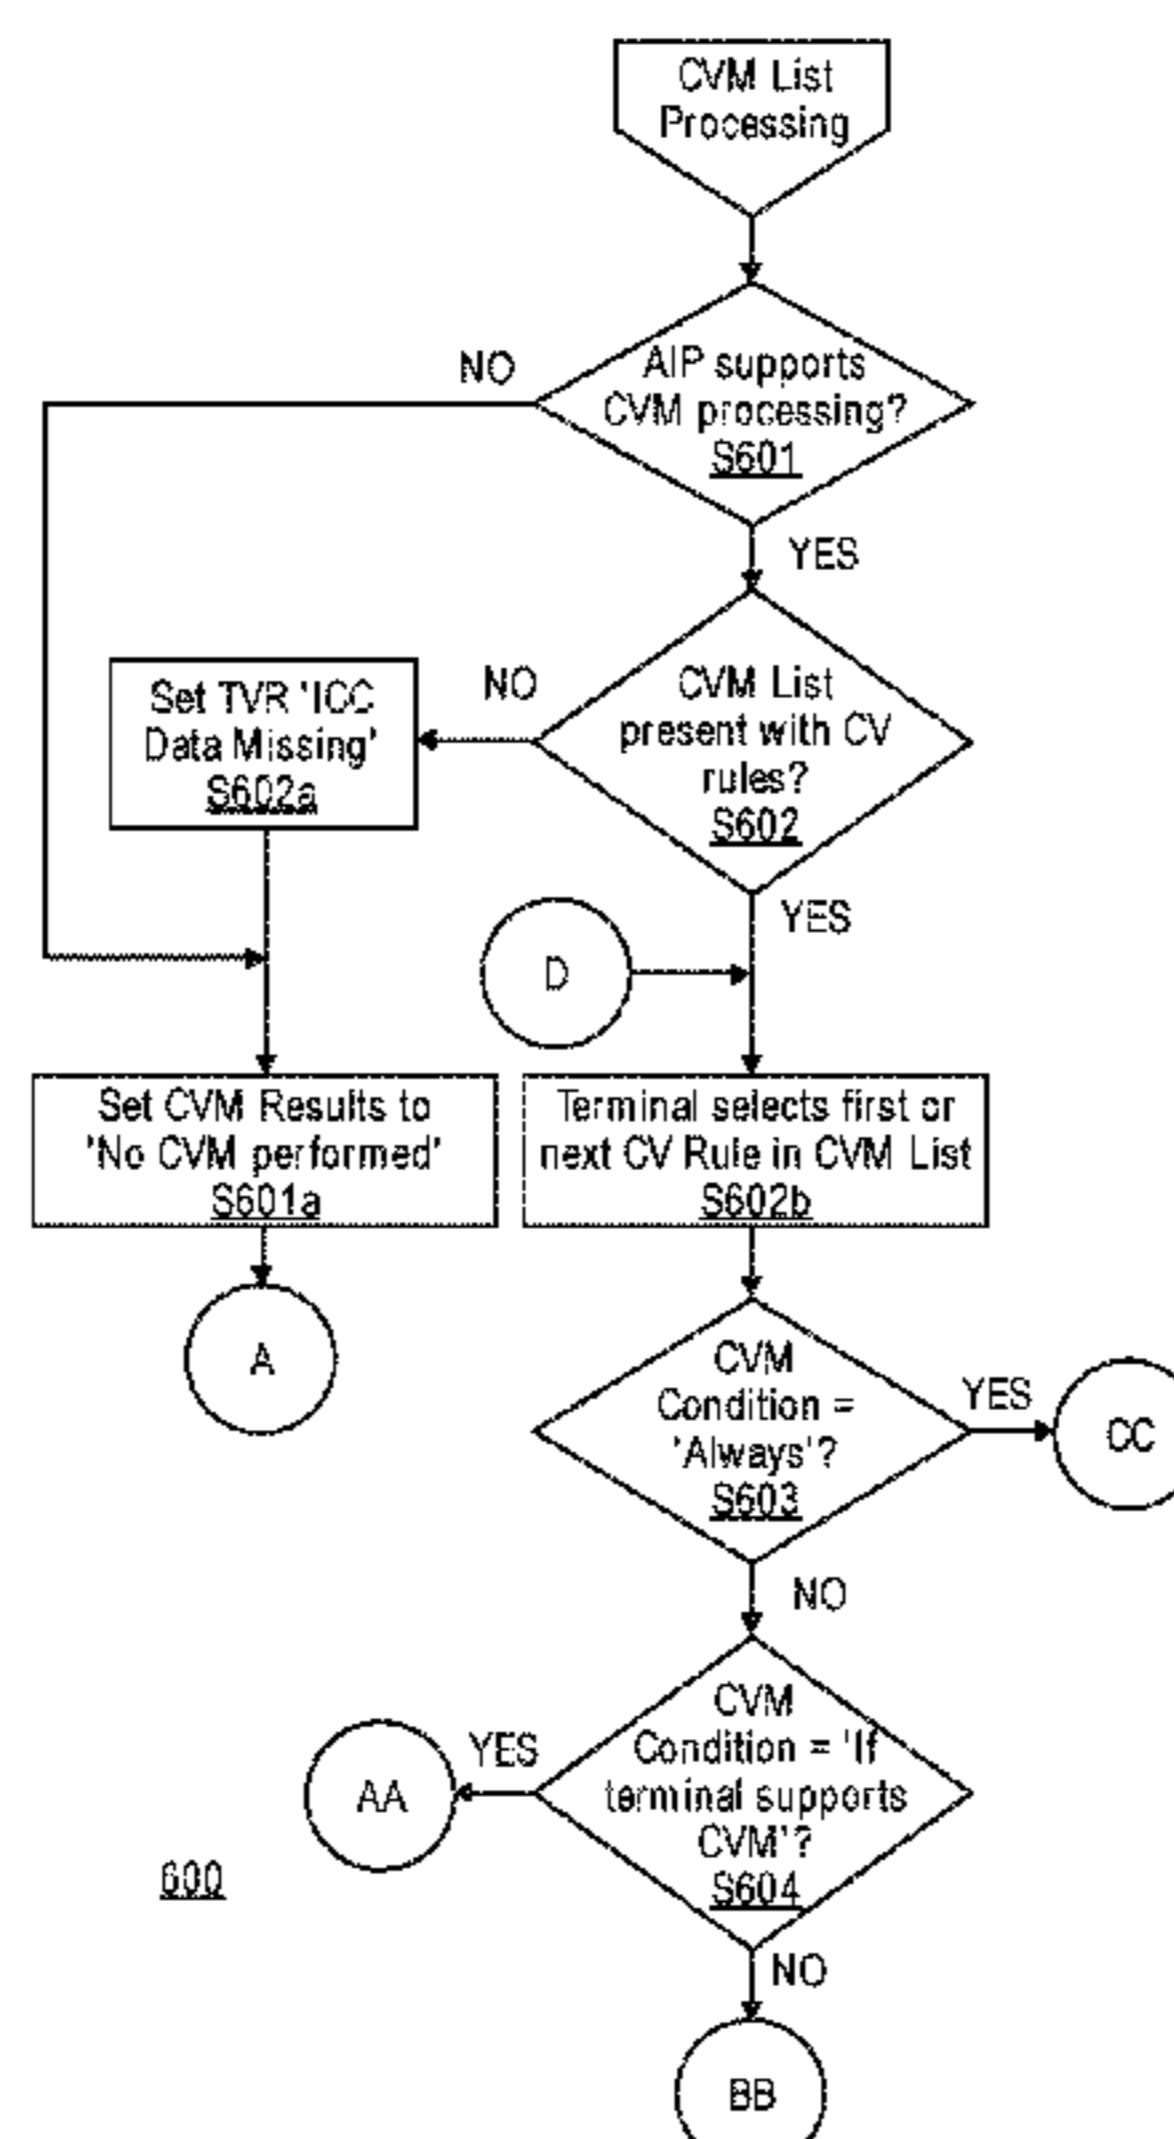 CVM List
Processing
NO
AIP supports
CVM processing?
S601
YES
Set TVR 'ICC
Data Missing'
S602a
NO
CVM List
present with CV
rules?
S602
YES
D
Set CVM Results to
'No CVM performed'
S601a
Terminal selects first or
next CV Rule in CVM List
S602b
A
CVM
Condition =
'Always'?
S603
YES
CC
NO
AA
YES
CVM
Condition = 'If
terminal supports
CVM'?
S604
600
NO
BB